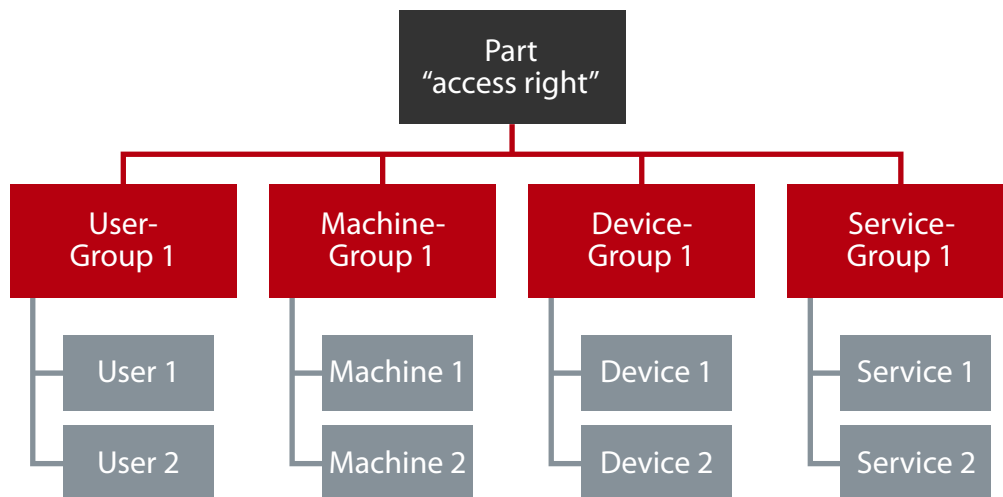 Part
“access right”
User-
Group 1
Machine-
Group 1
Device-
Group 1
Service-
Group 1
User 1
Machine 1
Device 1
Service 1
User 2
Machine 2
Device 2
Service 2